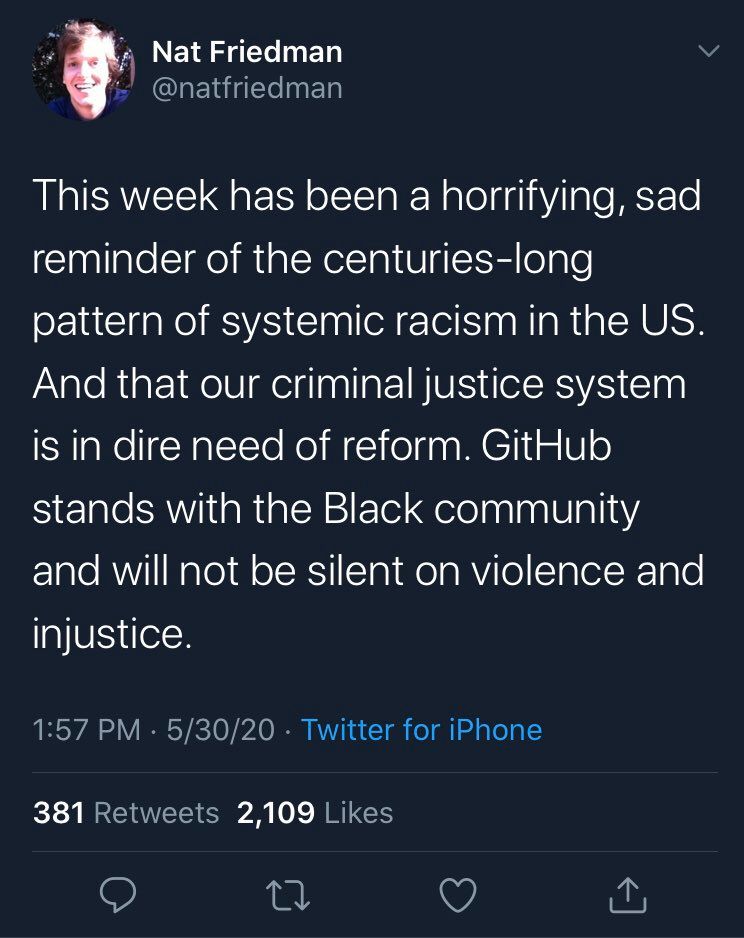 Nat Friedman
@natfriedman
This week has been a horrifying, sad
reminder of the centuries-long
pattern of systemic racism in the US.
And that our criminal justice system
is in dire need of reform. GitHub
stands with the Black community
and will not be silent on violence and
injustice.
1:57 PM · 5/30/20 · Twitter for iPhone
381 Retweets 2,109 Likes